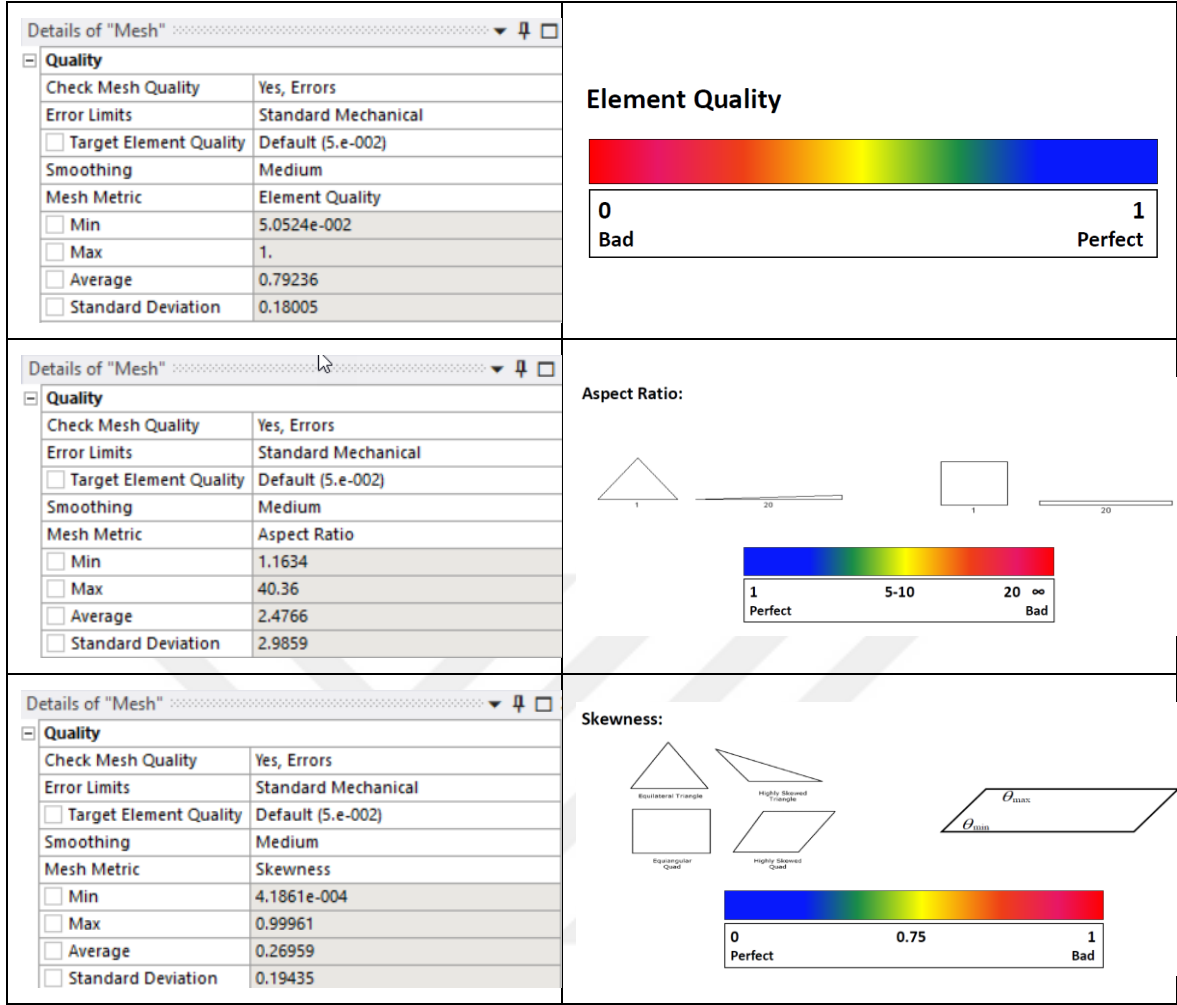 Details of "Mesh"
Quality
Check Mesh Quality Yes, Errors
Error Limits Standard Mechanical
Target Element Quality Default (5.e-002)
Smoothing Medium
Mesh Metric Element Quality
Min 5.0524e-002
Max 1.
Average 0.79236
Standard Deviation 0.18005
Element Quality
0 1
Bad Perfect
Details of "Mesh"
Quality
Check Mesh Quality Yes, Errors
Error Limits Standard Mechanical
Target Element Quality Default (5.e-002)
Smoothing Medium
Mesh Metric Aspect Ratio
Min 1.1634
Max 40.36
Average 2.4766
Standard Deviation 2.9859
Aspect Ratio:
1 20 1 20
1 5-10 20 ∞
Perfect Bad
Details of "Mesh"
Quality
Check Mesh Quality Yes, Errors
Error Limits Standard Mechanical
Target Element Quality Default (5.e-002)
Smoothing Medium
Mesh Metric Skewness
Min 4.1861e-004
Max 0.99961
Average 0.26959
Standard Deviation 0.19435
Skewness:
Equilateral Triangle
Highly Skewed
Triangle
Equiangular
Quad
Highly Skewed
Quad
θmax
θmin
0 0.75 1
Perfect Bad